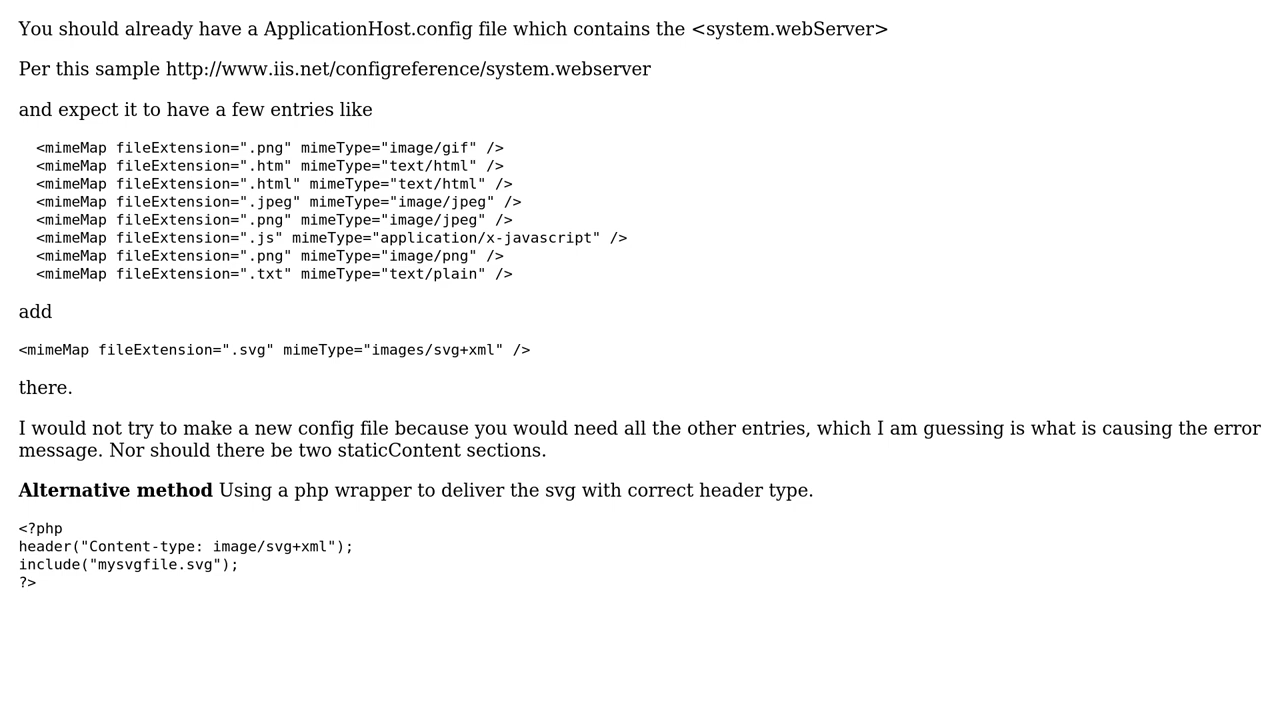 You should already have a ApplicationHost.config file which contains the <system.webServer>
Per this sample http://www.iis.net/configreference/system.webserver
and expect it to have a few entries like
<mimeMap fileExtension=".png" mimeType="image/gif" />
<mimeMap fileExtension=".htm" mimeType="text/html" />
<mimeMap fileExtension=".html" mimeType="text/html" />
<mimeMap fileExtension=".jpeg" mimeType="image/jpeg" />
<mimeMap fileExtension=".png" mimeType="image/jpeg" />
<mimeMap fileExtension=".js" mimeType="application/x-javascript" />
<mimeMap fileExtension=".png" mimeType="image/png" />
<mimeMap fileExtension=".txt" mimeType="text/plain" />
add
<mimeMap fileExtension=".svg" mimeType="images/svg+xml" />
there.
I would not try to make a new config file because you would need all the other entries, which I am guessing is what is causing the error
message. Nor should there be two staticContent sections.
Alternative method Using a php wrapper to deliver the svg with correct header type.
<?php
header("Content-type: image/svg+xml");
include("mysvgfile.svg");
?>